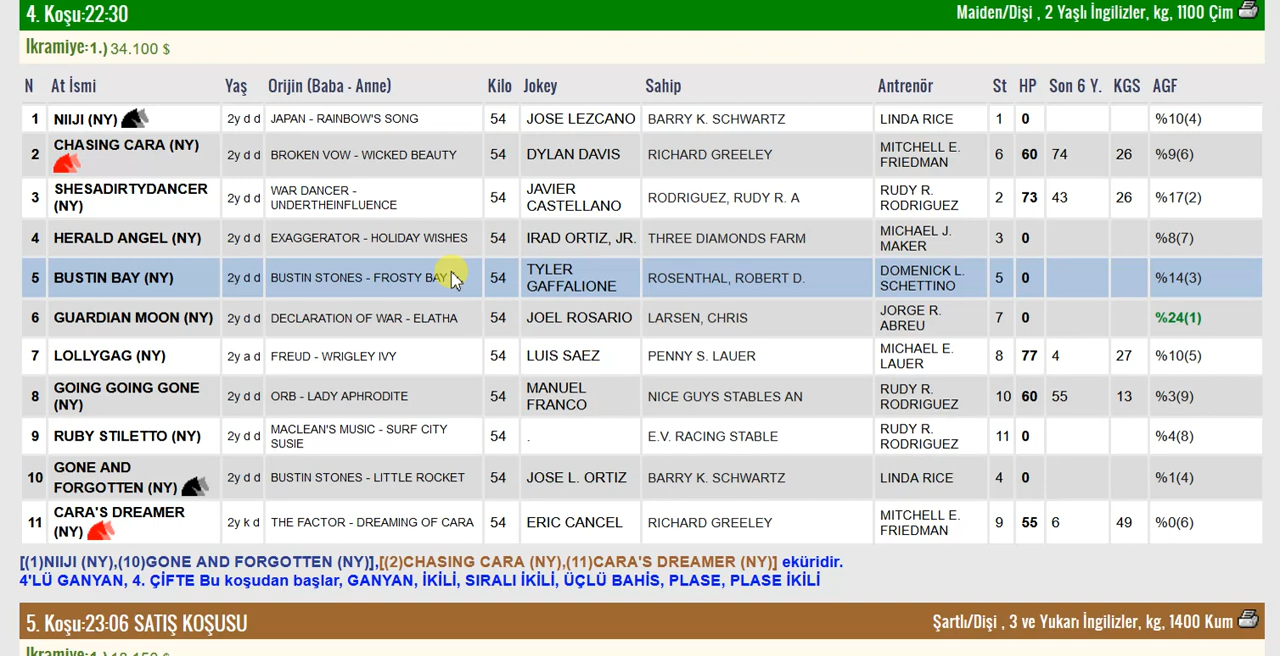 4. Koşu:22:30 Maiden/Dişi , 2 Yaşlı İngilizler, kg, 1100 Çim
İkramiye:1.) 34.100 $
N At İsmi Yaş Orijin (Baba - Anne) Kilo Jokey Sahip Antrenör St HP Son 6 Y. KGS AGF
1 NIIJI (NY) 2y d d JAPAN - RAINBOW'S SONG 54 JOSE LEZCANO BARRY K. SCHWARTZ LINDA RICE 1 0 %10(4)
2 CHASING CARA (NY) 2y d d BROKEN VOW - WICKED BEAUTY 54 DYLAN DAVIS RICHARD GREELEY MITCHELL E. FRIEDMAN 6 60 74 26 %9(6)
3 SHESADIRTYDANCER (NY) 2y d d WAR DANCER - UNDERTHEINFLUENCE 54 JAVIER CASTELLANO RODRIGUEZ, RUDY R. A RUDY R. RODRIGUEZ 2 73 43 26 %17(2)
4 HERALD ANGEL (NY) 2y d d EXAGGERATOR - HOLIDAY WISHES 54 IRAD ORTIZ, JR. THREE DIAMONDS FARM MICHAEL J. MAKER 3 0 %8(7)
5 BUSTIN BAY (NY) 2y d d BUSTIN STONES - FROSTY BAY 54 TYLER GAFFALIONE ROSENTHAL, ROBERT D. DOMENICK L. SCHETTINO 5 0 %14(3)
6 GUARDIAN MOON (NY) 2y d d DECLARATION OF WAR - ELATHA 54 JOEL ROSARIO LARSEN, CHRIS JORGE R. ABREU 7 0 %24(1)
7 LOLLYGAG (NY) 2y a d FREUD - WRIGLEY IVY 54 LUIS SAEZ PENNY S. LAUER MICHAEL E. LAUER 8 77 4 27 %10(5)
8 GOING GOING GONE (NY) 2y d d ORB - LADY APHRODITE 54 MANUEL FRANCO NICE GUYS STABLES AN RUDY R. RODRIGUEZ 10 60 55 13 %3(9)
9 RUBY STILETTO (NY) 2y d d MACLEAN'S MUSIC - SURF CITY SUSIE 54 . E.V. RACING STABLE RUDY R. RODRIGUEZ 11 0 %4(8)
10 GONE AND FORGOTTEN (NY) 2y d d BUSTIN STONES - LITTLE ROCKET 54 JOSE L. ORTIZ BARRY K. SCHWARTZ LINDA RICE 4 0 %1(4)
11 CARA'S DREAMER (NY) 2y k d THE FACTOR - DREAMING OF CARA 54 ERIC CANCEL RICHARD GREELEY MITCHELL E. FRIEDMAN 9 55 6 49 %0(6)
[(1)NIIJI (NY),(10)GONE AND FORGOTTEN (NY)],[(2)CHASING CARA (NY),(11)CARA'S DREAMER (NY)] eküridir.
4'LÜ GANYAN, 4. ÇİFTE Bu koşudan başlar, GANYAN, İKİLİ, SIRALI İKİLİ, ÜÇLÜ BAHİS, PLASE, PLASE İKİLİ
5. Koşu:23:06 SATIŞ KOŞUSU Şartlı/Dişi , 3 ve Yukarı İngilizler, kg, 1400 Kum